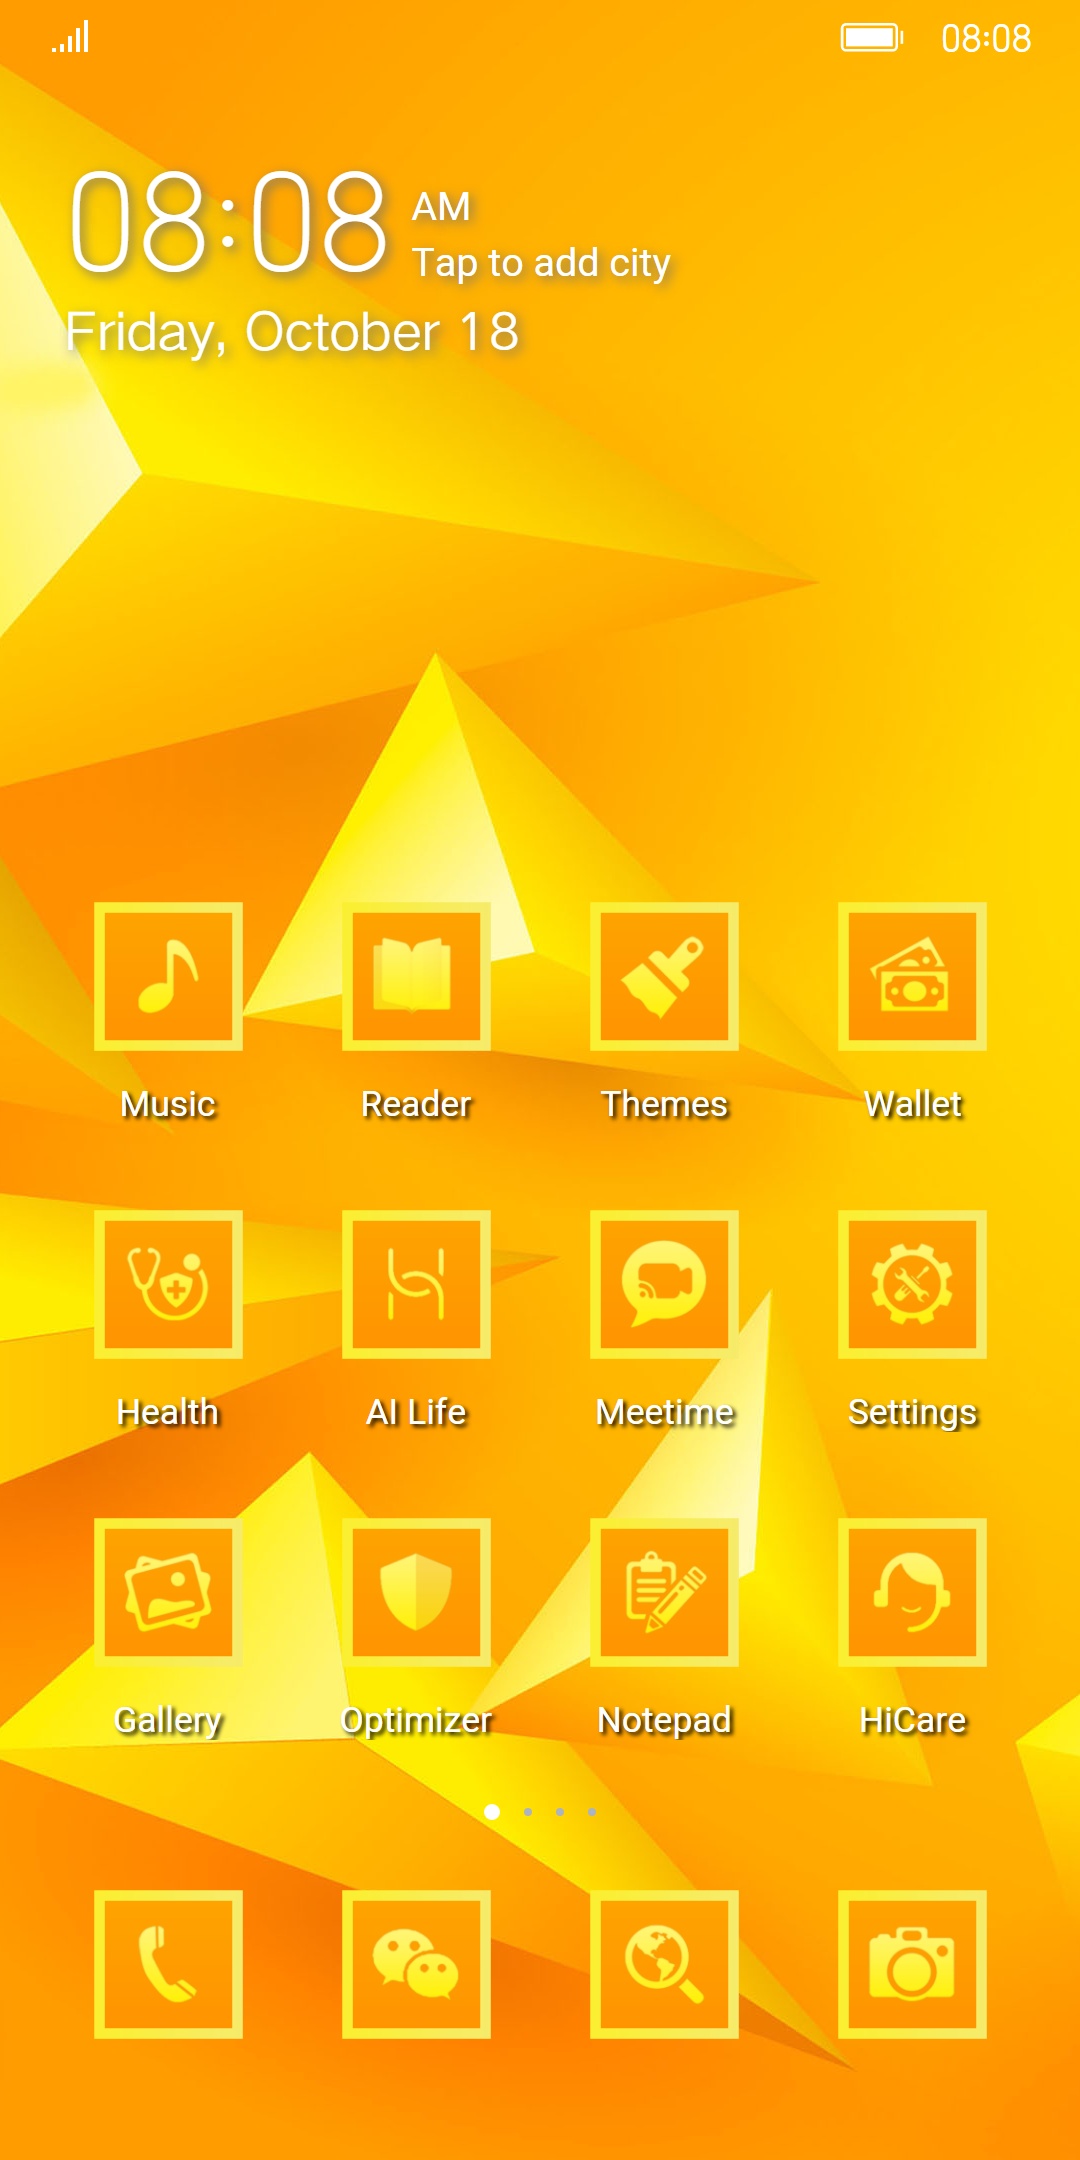 08:08
08:08 AM
Tap to add city
Friday, October 18
Music Reader Themes Wallet
Health AI Life Meetime Settings
Gallery Optimizer Notepad HiCare